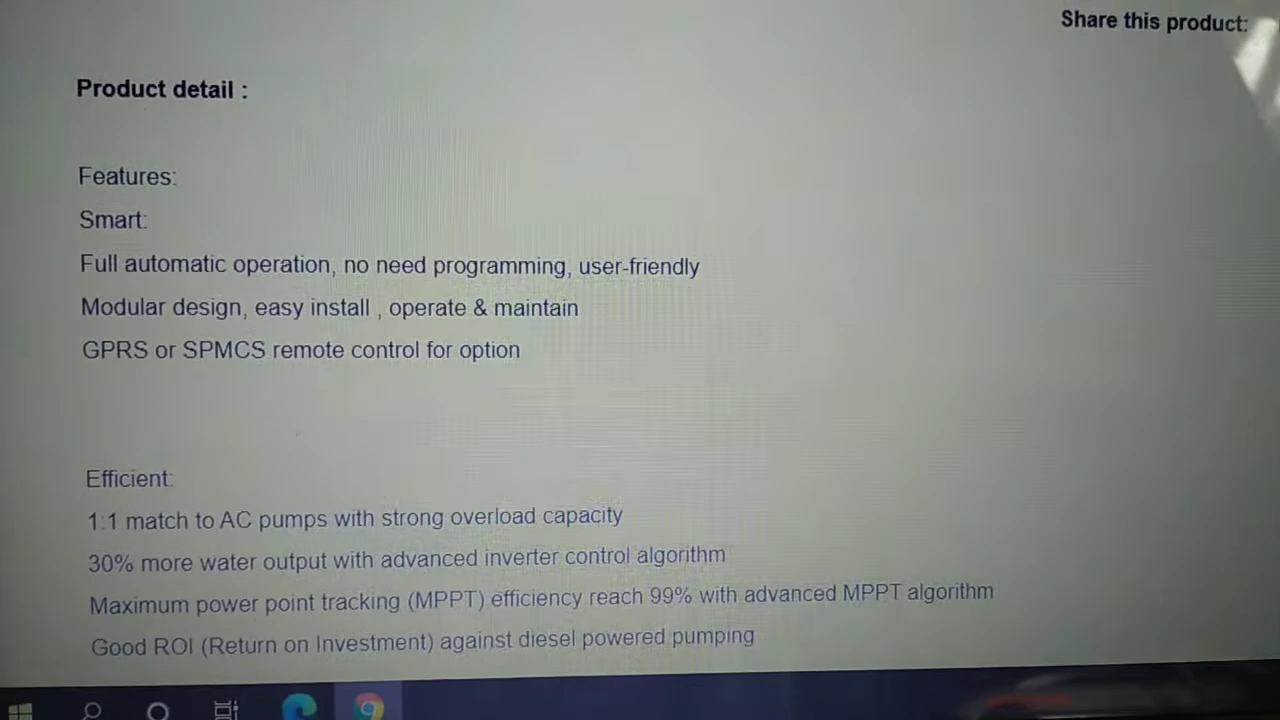 Share this product:
Product detail :
Features:
Smart:
Full automatic operation, no need programming, user-friendly
Modular design, easy install , operate & maintain
GPRS or SPMCS remote control for option
Efficient:
1:1 match to AC pumps with strong overload capacity
30% more water output with advanced inverter control algorithm
Maximum power point tracking (MPPT) efficiency reach 99% with advanced MPPT algorithm
Good ROI (Return on Investment) against diesel powered pumping